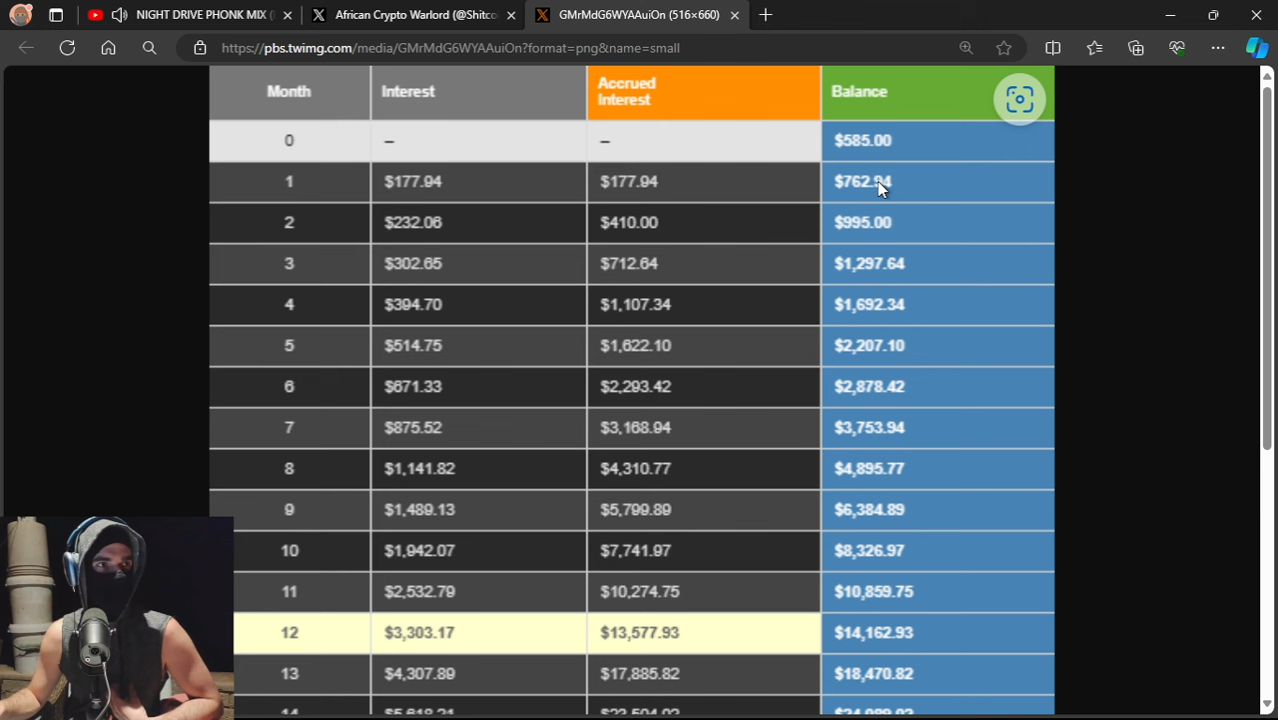 NIGHT DRIVE PHONK MIX
African Crypto Warlord (@Shitco
GMrMdG6WYAAuiOn (516×660)
https://pbs.twimg.com/media/GMrMdG6WYAAuiOn?format=png&name=small
Month Interest Accrued Interest Balance
0 – – $585.00
1 $177.94 $177.94 $762.94
2 $232.06 $410.00 $995.00
3 $302.65 $712.64 $1,297.64
4 $394.70 $1,107.34 $1,692.34
5 $514.75 $1,622.10 $2,207.10
6 $671.33 $2,293.42 $2,878.42
7 $875.52 $3,168.94 $3,753.94
8 $1,141.82 $4,310.77 $4,895.77
9 $1,489.13 $5,799.89 $6,384.89
10 $1,942.07 $7,741.97 $8,326.97
11 $2,532.79 $10,274.75 $10,859.75
12 $3,303.17 $13,577.93 $14,162.93
13 $4,307.89 $17,885.82 $18,470.82